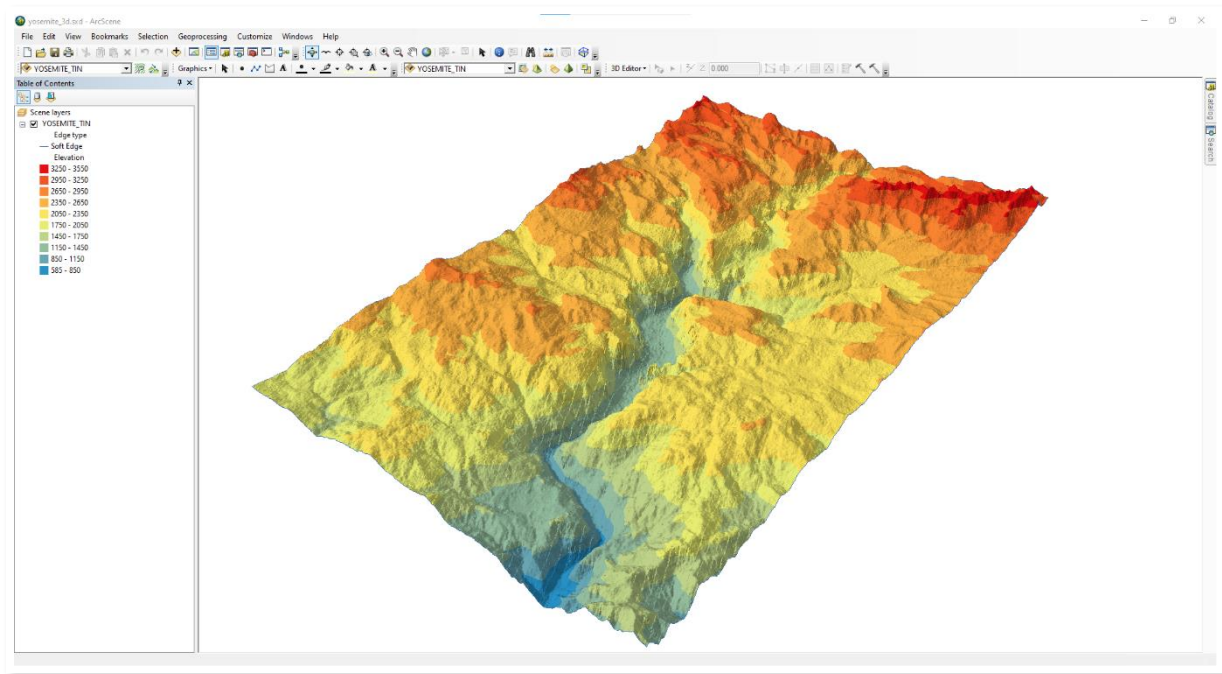 yosemite_3d.scd - ArcScene
File Edit View Bookmarks Selection Geoprocessing Customize Windows Help
YOSEMITE_TIN Graphics YOSEMITE_TIN 3D Editor 0.000
Table of Contents
Scene layers
YOSEMITE_TIN
Edge type
Soft Edge
Elevation
3250 - 3550
2950 - 3250
2650 - 2950
2350 - 2650
2050 - 2350
1750 - 2050
1450 - 1750
1150 - 1450
850 - 1150
585 - 850
Catalog
Search